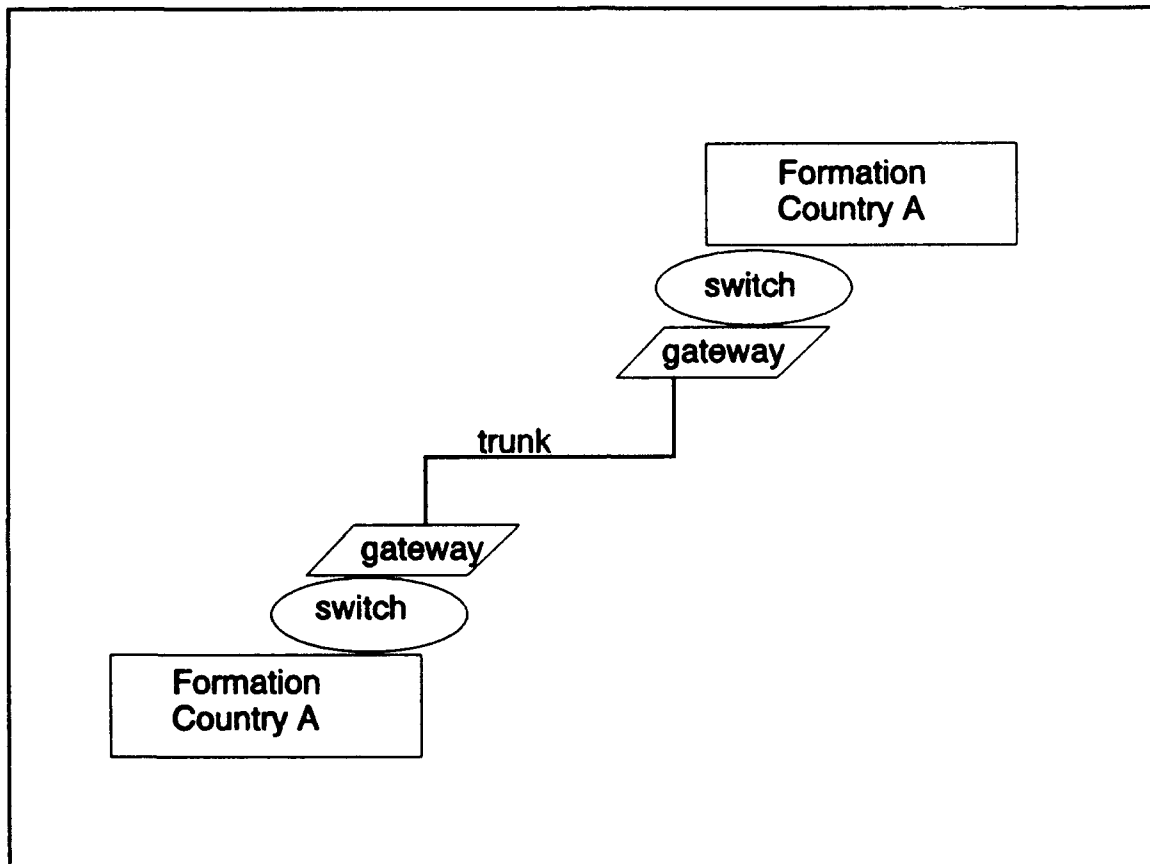 Formation
Country A
switch
gateway
trunk
gateway
switch
Formation
Country A